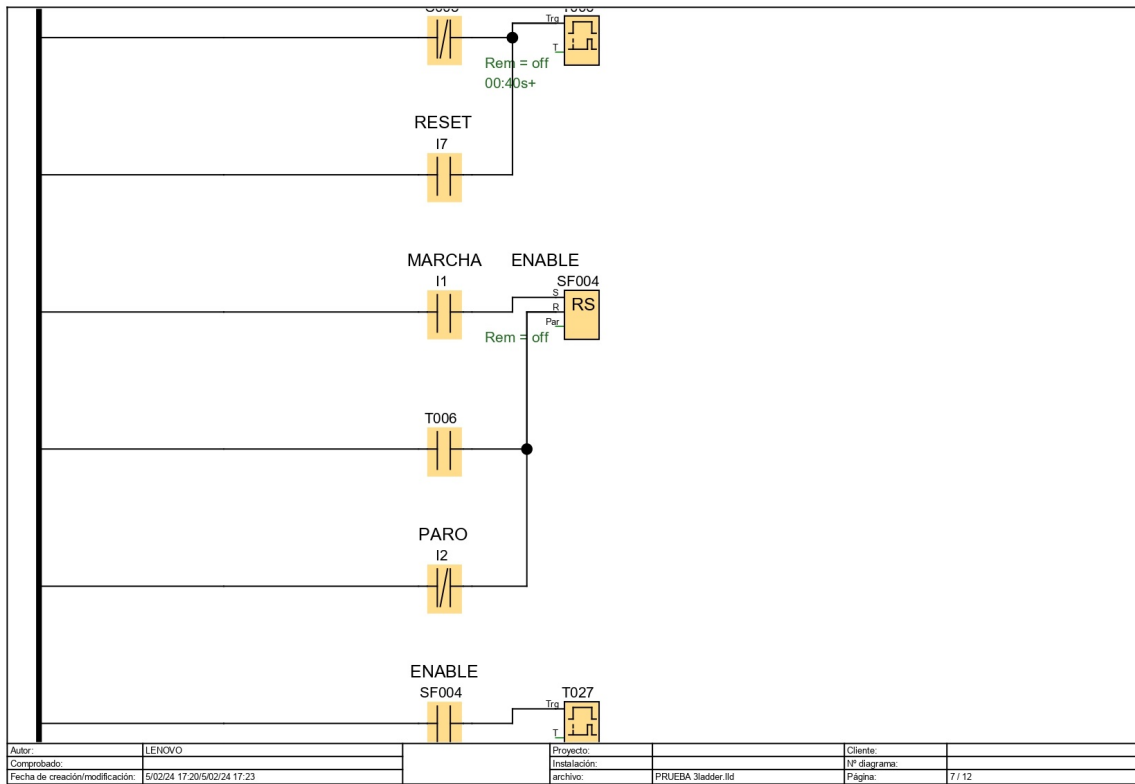 Trg
T
Rem = off
00:40s+
RESET
I7
MARCHA ENABLE
I1 SF004
S
R RS
Par
Rem = off
T006
PARO
I2
ENABLE
SF004 T027
Trg
T
Autor: LENOVO Proyecto: Cliente:
Comprobado: Instalación: Nº diagrama:
Fecha de creación/modificación: 5/02/24 17:20/5/02/24 17:23 archivo: PRUEBA 3ladder.lld Página: 7 / 12